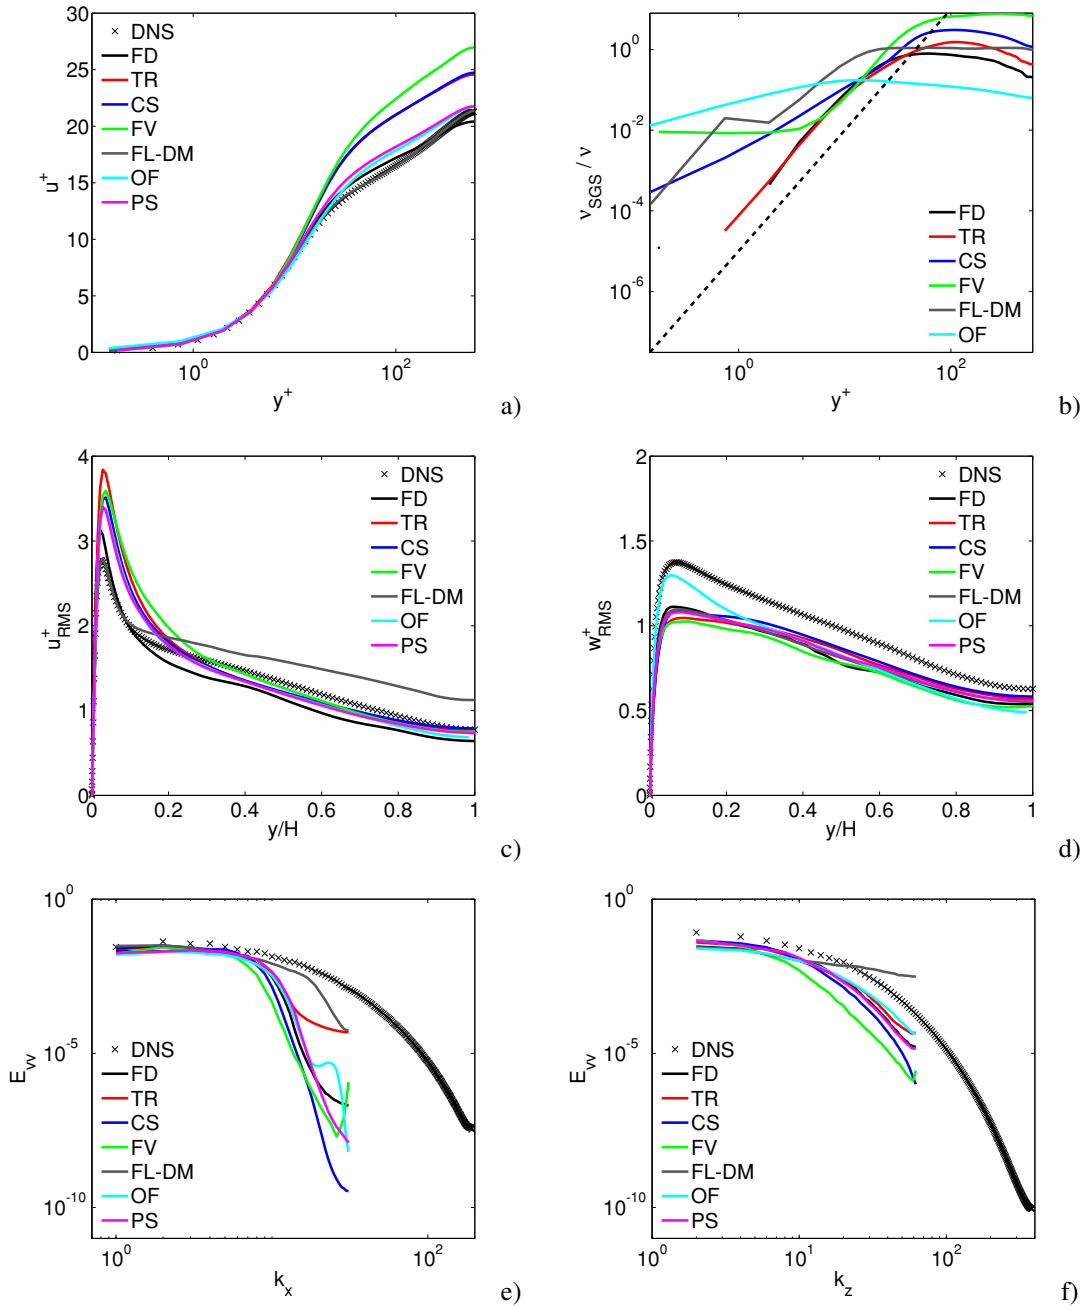 30
25
20
15
10
5
0
u⁺
× DNS
FD
TR
CS
FV
FL-DM
OF
PS
10⁰
10²
y⁺
a)
10⁰
10⁻²
10⁻⁴
10⁻⁶
ν_SGS / ν
FD
TR
CS
FV
FL-DM
OF
10⁰
10²
y⁺
b)
4
3
2
1
0
u⁺_RMS
× DNS
FD
TR
CS
FV
FL-DM
OF
PS
0 0.2 0.4 0.6 0.8 1
y/H
c)
2
1.5
1
0.5
0
w⁺_RMS
× DNS
FD
TR
CS
FV
FL-DM
OF
PS
0 0.2 0.4 0.6 0.8 1
y/H
d)
10⁰
10⁻⁵
10⁻¹⁰
E_vv
× DNS
FD
TR
CS
FV
FL-DM
OF
PS
10⁰
10²
k_x
e)
10⁰
10⁻⁵
10⁻¹⁰
E_vv
× DNS
FD
TR
CS
FV
FL-DM
OF
PS
10⁰
10¹
10²
k_z
f)